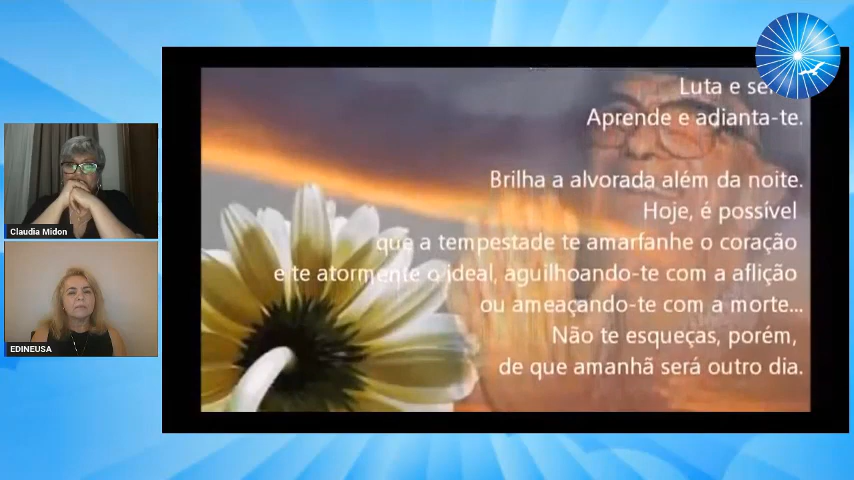 Luta e
Aprende e adianta-te.
Brilha a alvorada além da noite.
Hoje, é possível
que a tempestade te amarfanhe o coração
e te atormente o ideal, aguilhoando-te com a aflição
ou ameaçando-te com a morte...
Não te esqueças, porém,
de que amanhã será outro dia.
Claudia Midon
EDINEUSA